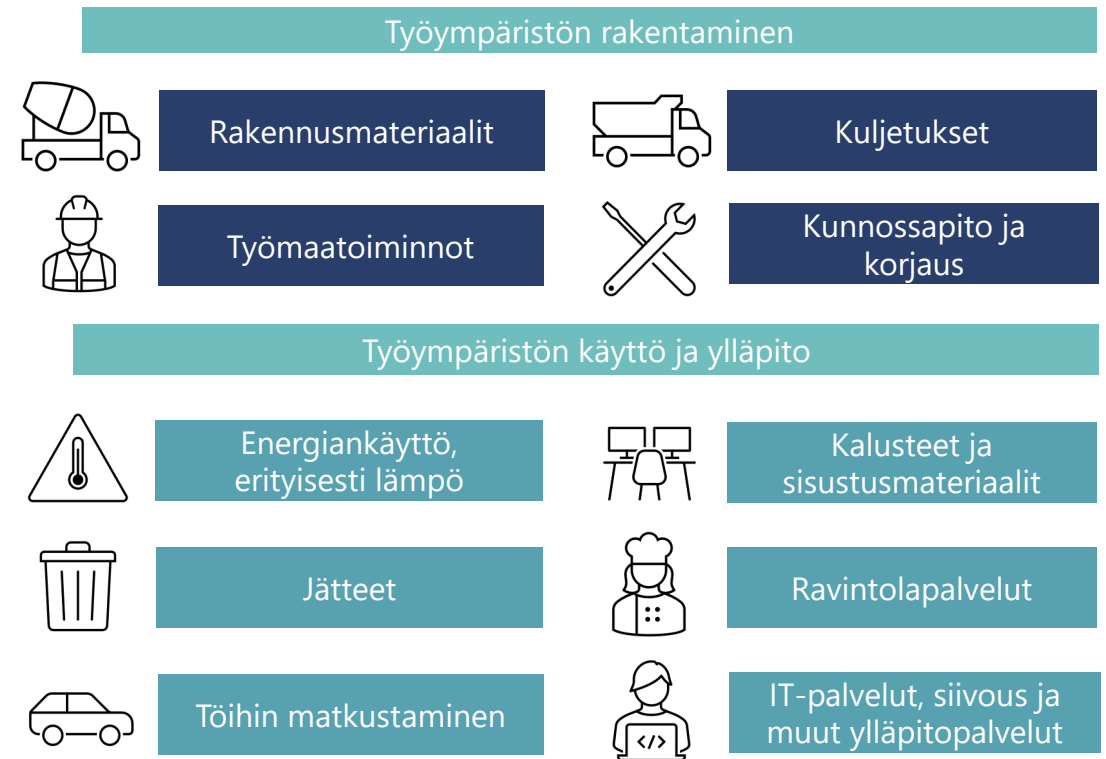 Työympäristön rakentaminen
Rakennusmateriaalit
Kuljetukset
Työmaatoiminnot
Kunnossapito ja
korjaus
Työympäristön käyttö ja ylläpito
Energiankäyttö,
erityisesti lämpö
Kalusteet ja
sisustusmateriaalit
Jätteet
Ravintolapalvelut
Töihin matkustaminen
IT-palvelut, siivous ja
muut ylläpitopalvelut
</>